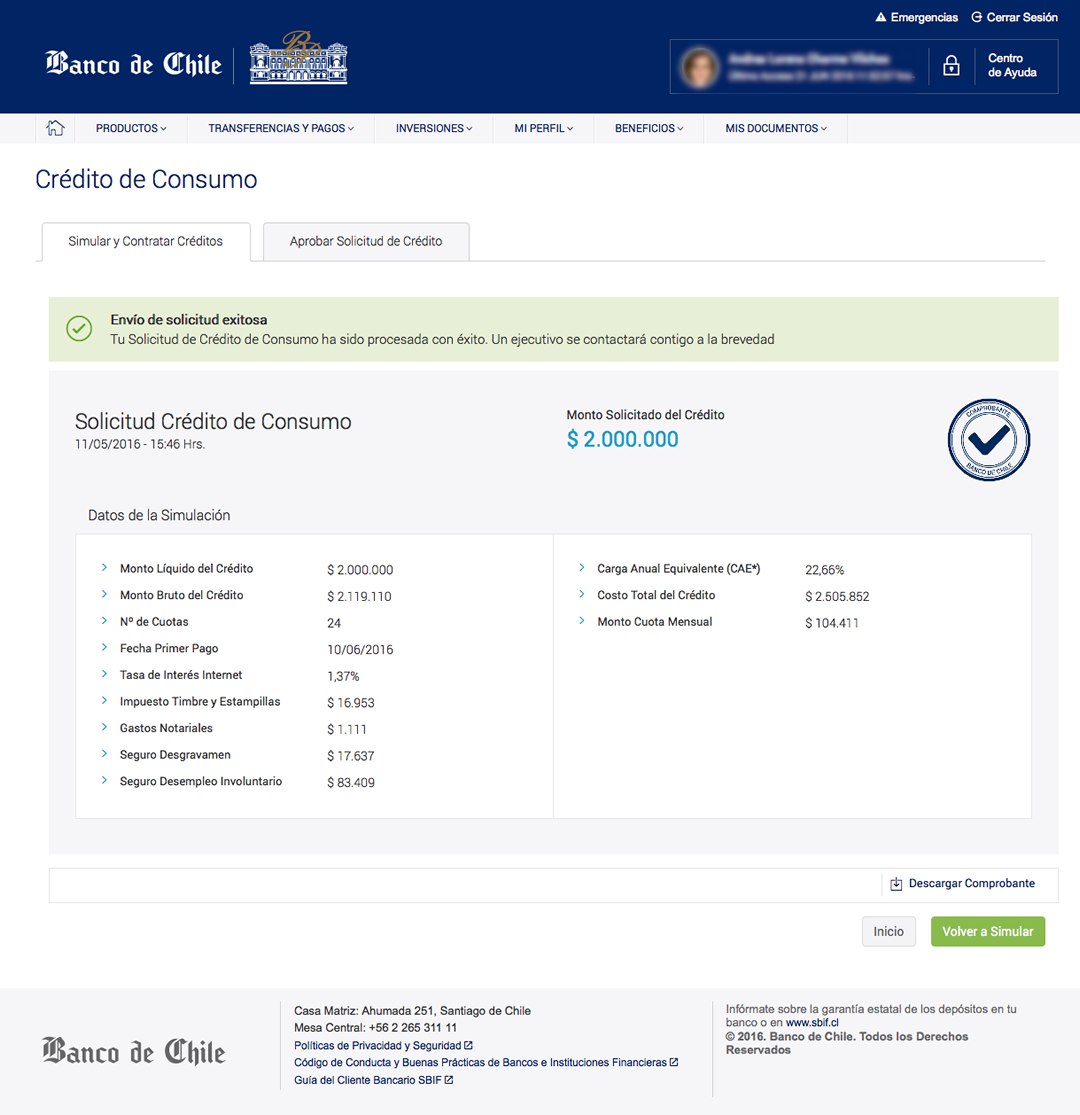 Emergencias Cerrar Sesión
Banco de Chile
Centro
de Ayuda
PRODUCTOS TRANSFERENCIAS Y PAGOS INVERSIONES MI PERFIL BENEFICIOS MIS DOCUMENTOS
Crédito de Consumo
Simular y Contratar Créditos Aprobar Solicitud de Crédito
Envío de solicitud exitosa
Tu Solicitud de Crédito de Consumo ha sido procesada con éxito. Un ejecutivo se contactará contigo a la brevedad
Solicitud Crédito de Consumo
11/05/2016 - 15:46 Hrs.
Monto Solicitado del Crédito
$ 2.000.000
COMPROBANTE
BANCO DE CHILE
Datos de la Simulación
Monto Líquido del Crédito $ 2.000.000
Monto Bruto del Crédito $ 2.119.110
Nº de Cuotas 24
Fecha Primer Pago 10/06/2016
Tasa de Interés Internet 1,37%
Impuesto Timbre y Estampillas $ 16.953
Gastos Notariales $ 1.111
Seguro Desgravamen $ 17.637
Seguro Desempleo Involuntario $ 83.409
Carga Anual Equivalente (CAE*) 22,66%
Costo Total del Crédito $ 2.505.852
Monto Cuota Mensual $ 104.411
Descargar Comprobante
Inicio Volver a Simular
Banco de Chile
Casa Matriz: Ahumada 251, Santiago de Chile
Mesa Central: +56 2 265 311 11
Políticas de Privacidad y Seguridad
Código de Conducta y Buenas Prácticas de Bancos e Instituciones Financieras
Guía del Cliente Bancario SBIF
Infórmate sobre la garantía estatal de los depósitos en tu
banco o en www.sbif.cl
© 2016. Banco de Chile. Todos los Derechos
Reservados